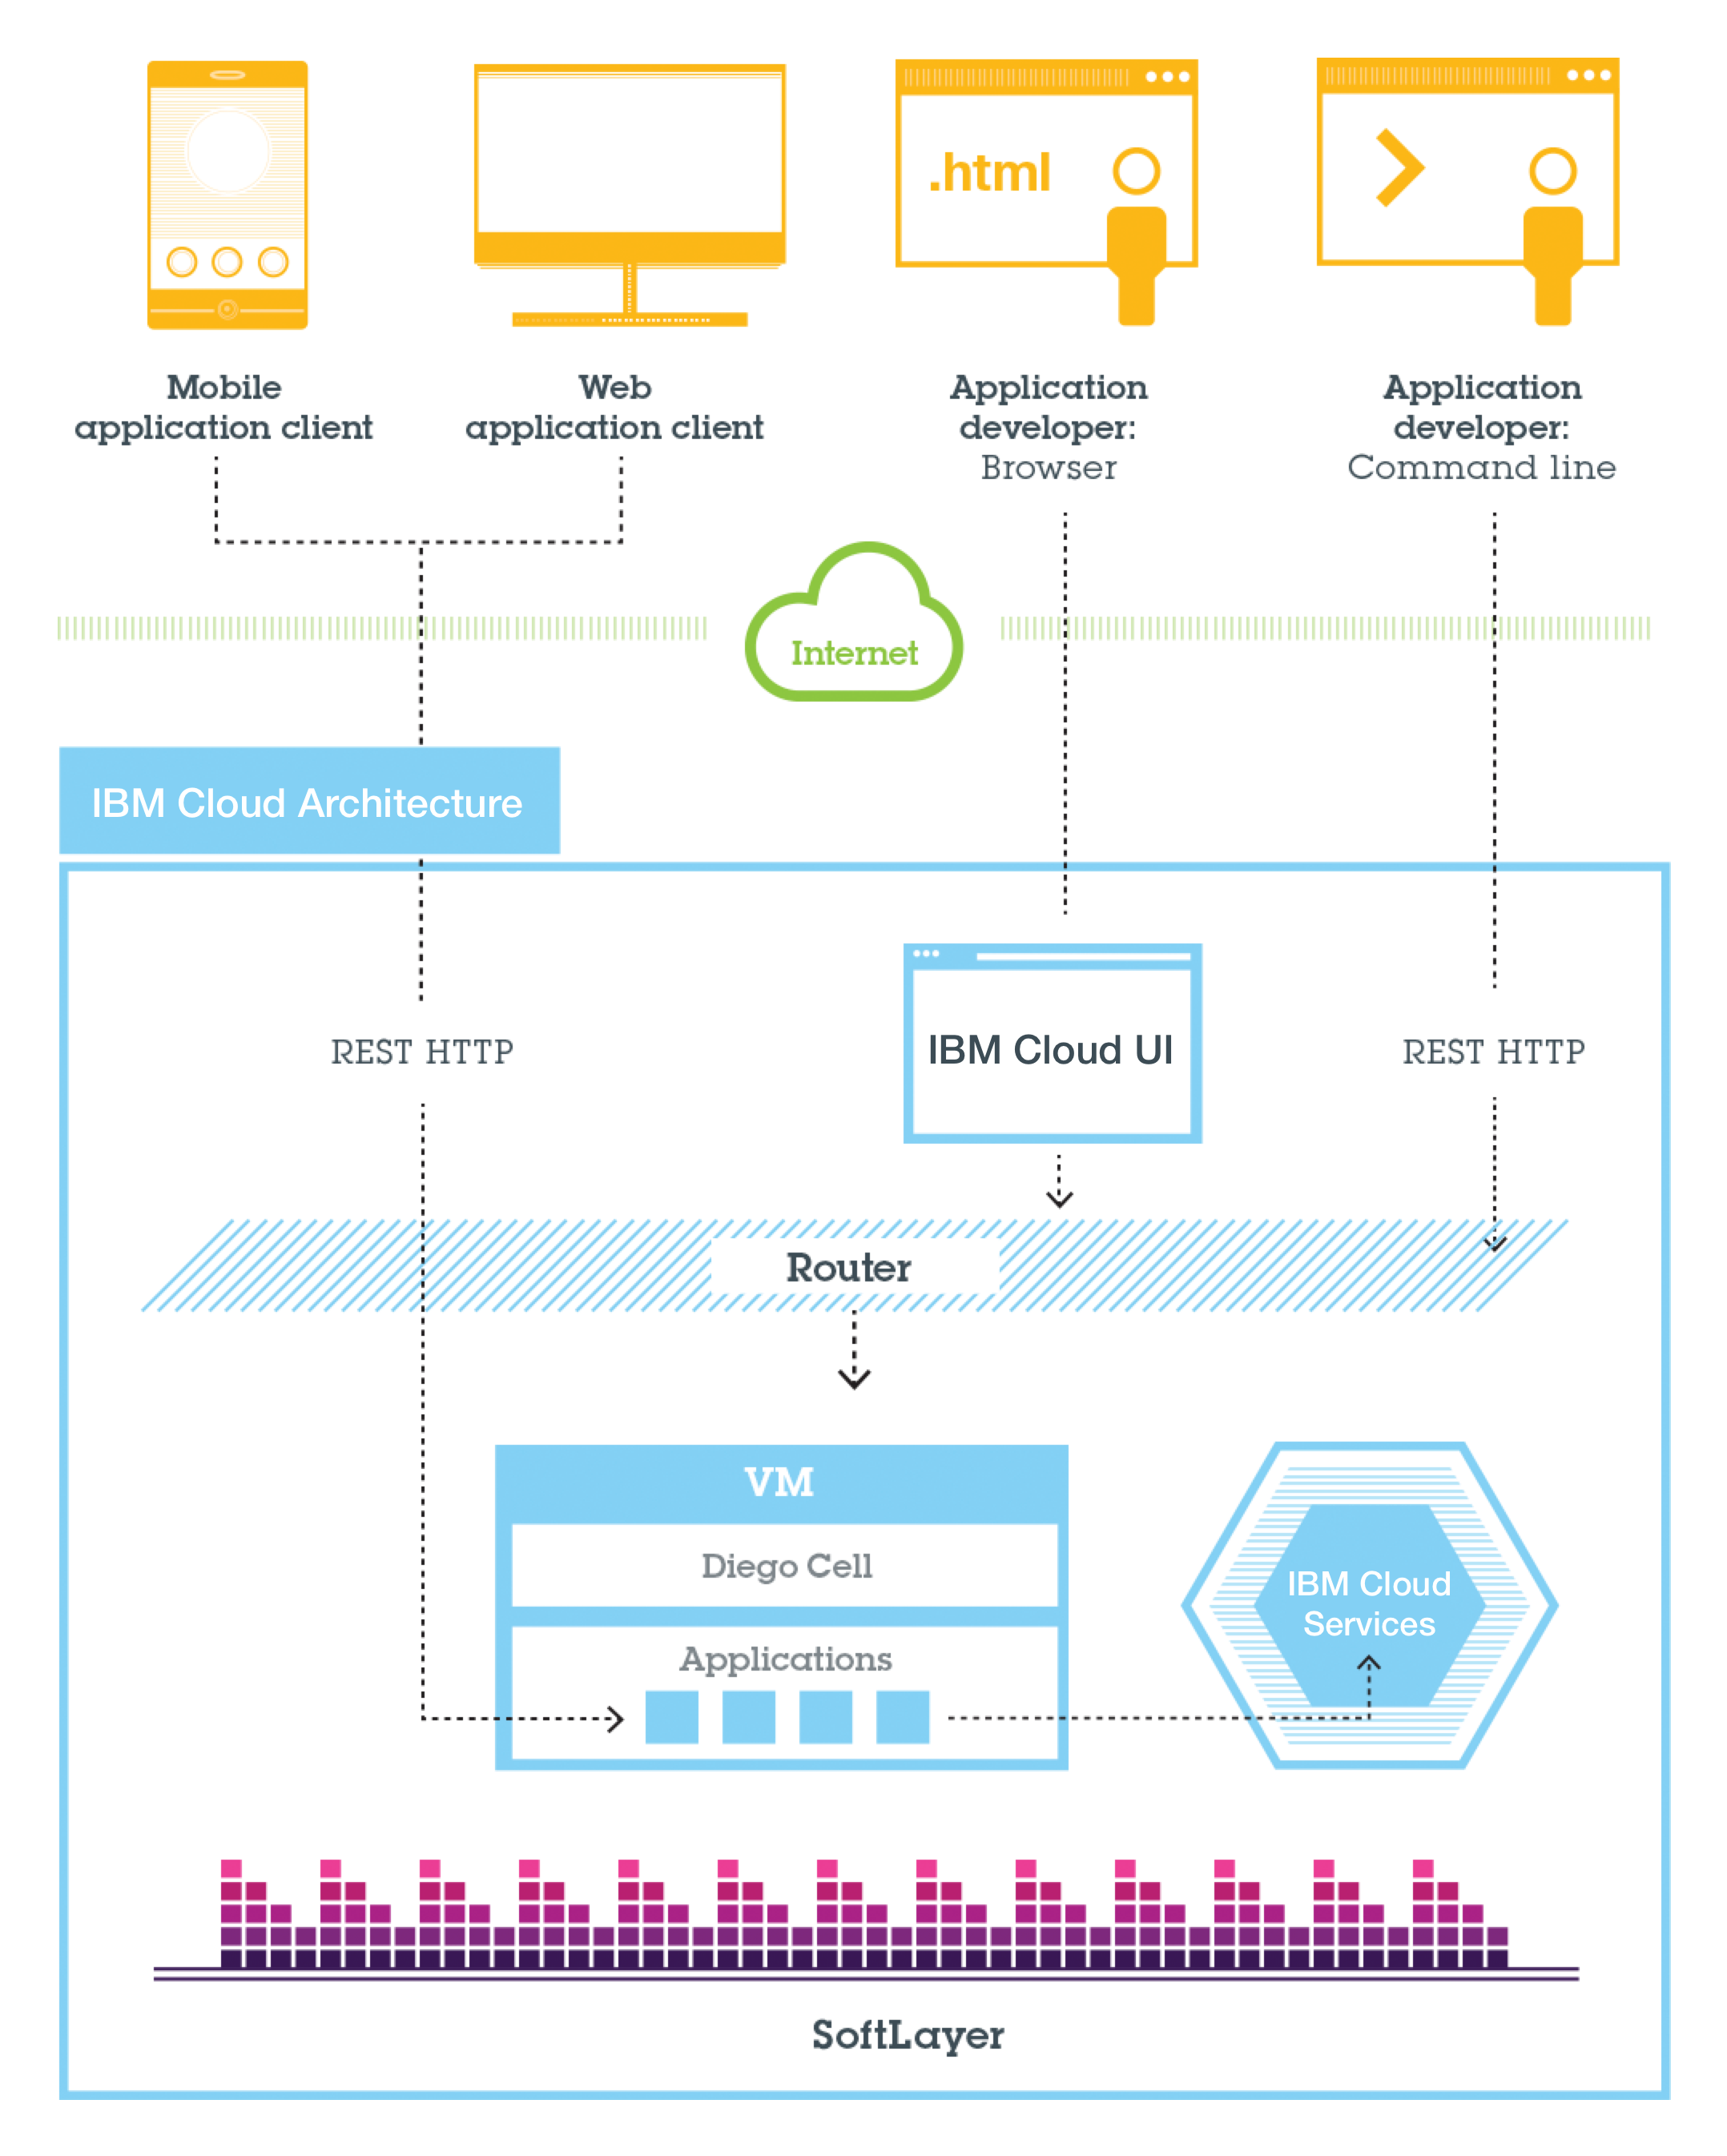 .html
Mobile
application client
Web
application client
Application
developer:
Browser
Application
developer:
Command line
Internet
IBM Cloud Architecture
REST HTTP
IBM Cloud UI
REST HTTP
Router
VM
Diego Cell
Applications
IBM Cloud
Services
SoftLayer